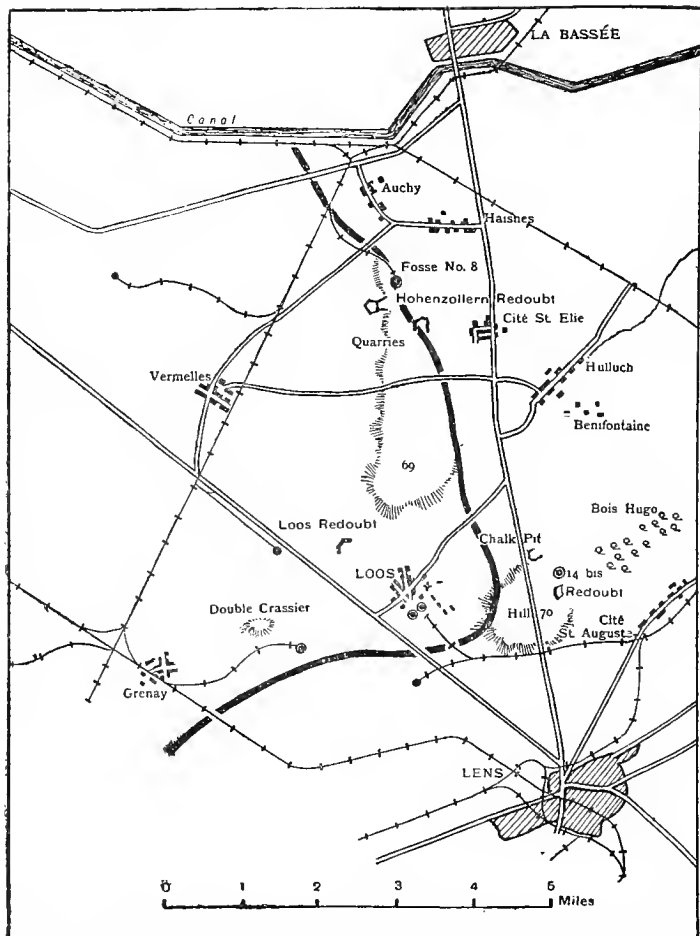 LA BASSÉE
Canal
Auchy
Haisnes
Fosse No. 8
Hohenzollern Redoubt
Cité St. Elie
Quarries
Vermelles
Hulluch
Benifontaine
69
Bois Hugo
Loos Redoubt
Chalk Pit
LOOS
14 bis
Redoubt
Double Crassier
Hill 70
Cité
St. Auguste
Grenay
LENS
0 1 2 3 4 5
Miles